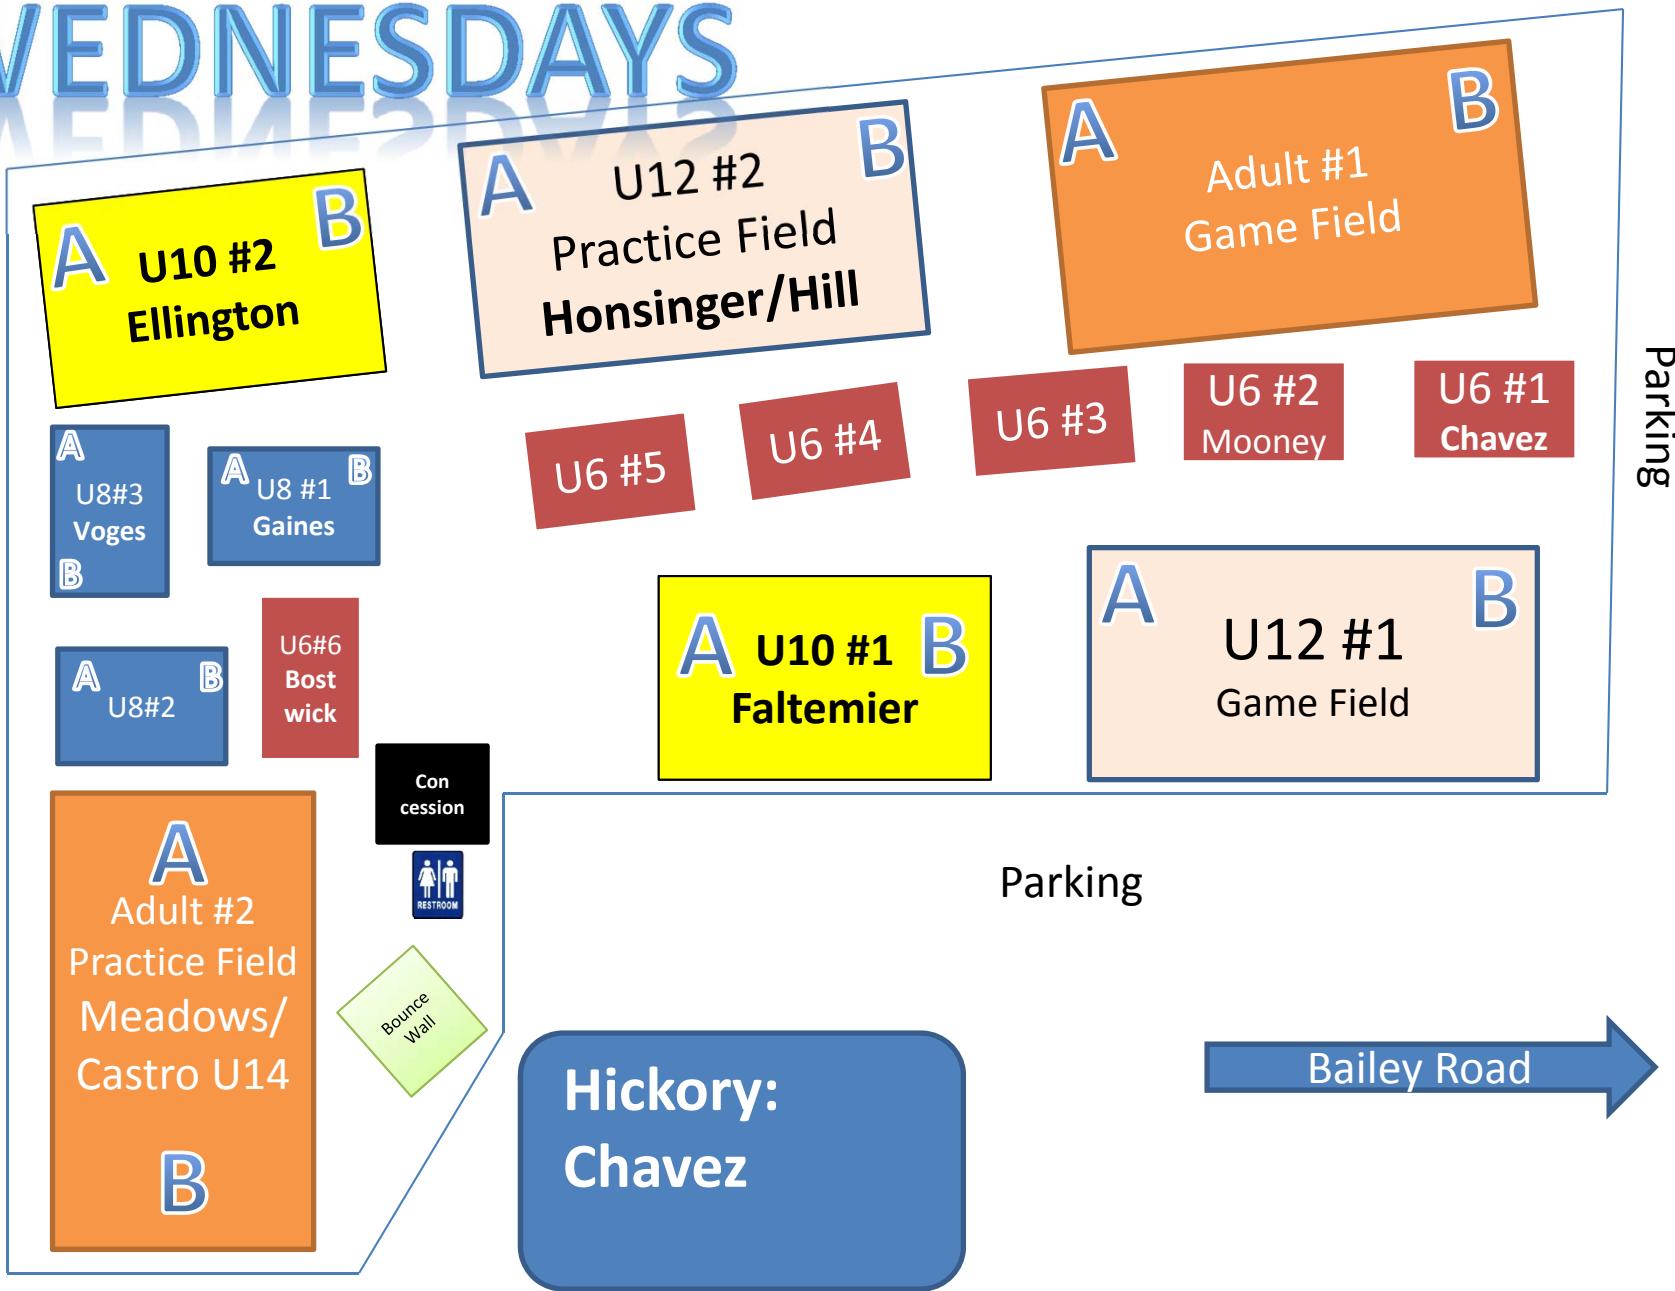 WEDNESDAYS
A
B
U10 #2
Ellington
A
B
U12 #2
Practice Field
Honsinger/Hill
A
B
Adult #1
Game Field
Parking
A
U8#3
Voges
B
A
B
U8 #1
Gaines
U6 #5
U6 #4
U6 #3
U6 #2
Mooney
U6 #1
Chavez
A
B
U8#2
U6#6
Bost
wick
A
U10 #1
B
Faltemier
A
B
U12 #1
Game Field
Con
cession
RESTROOM
Parking
A
Adult #2
Practice Field
Meadows/
Castro U14
B
Bounce
Wall
Hickory:
Chavez
Bailey Road